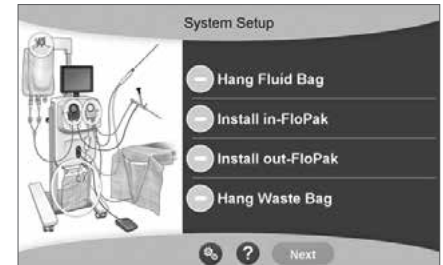 System Setup
Hang Fluid Bag
Install in-FloPak
Install out-FloPak
Hang Waste Bag
?
Next